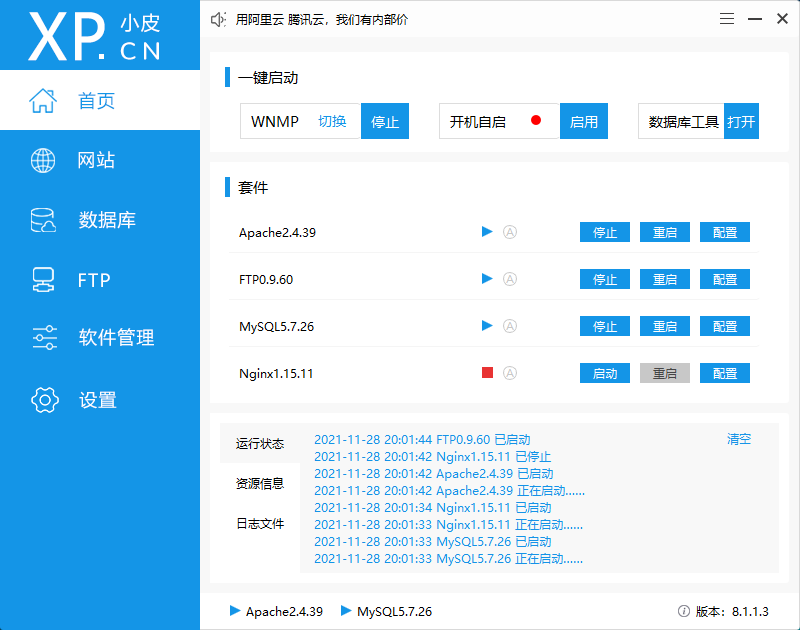 XP.CN 小皮
用阿里云 腾讯云，我们有内部价
首页
网站
数据库
FTP
软件管理
设置
一键启动
WNMP 切换 停止 开机自启 启用 数据库工具 打开
套件
Apache2.4.39 Ⓐ 停止 重启 配置
FTP0.9.60 Ⓐ 停止 重启 配置
MySQL5.7.26 Ⓐ 停止 重启 配置
Nginx1.15.11 Ⓐ 启动 重启 配置
运行状态
资源信息
日志文件
2021-11-28 20:01:44 FTP0.9.60 已启动 清空
2021-11-28 20:01:42 Nginx1.15.11 已停止
2021-11-28 20:01:42 Apache2.4.39 已启动
2021-11-28 20:01:42 Apache2.4.39 正在启动......
2021-11-28 20:01:34 Nginx1.15.11 已启动
2021-11-28 20:01:33 Nginx1.15.11 正在启动......
2021-11-28 20:01:33 MySQL5.7.26 已启动
2021-11-28 20:01:33 MySQL5.7.26 正在启动......
Apache2.4.39 MySQL5.7.26 版本：8.1.1.3